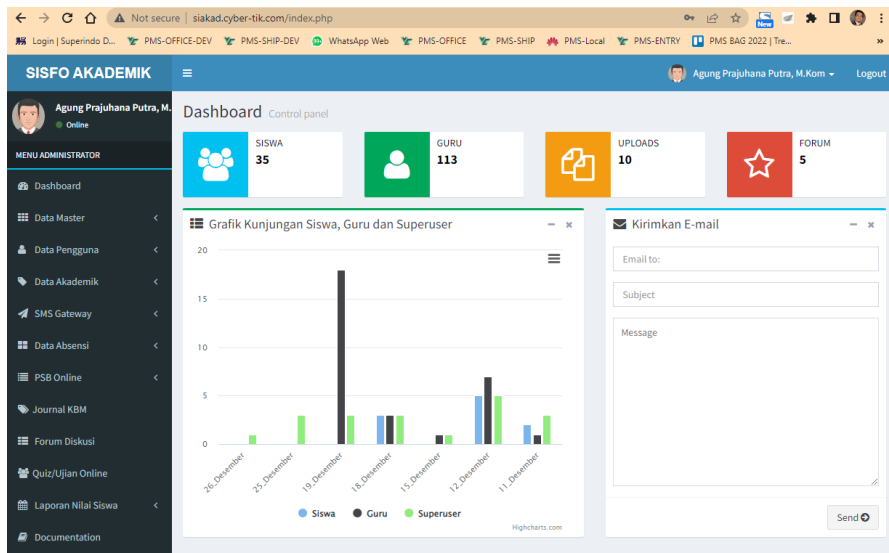 Not secure | siakad.cyber-tik.com/index.php
New
Login | Superindo D... PMS-OFFICE-DEV PMS-SHIP-DEV WhatsApp Web PMS-OFFICE PMS-SHIP PMS-Local PMS-ENTRY PMS BAG 2022 | Tre... »
SISFO AKADEMIK
Agung Prajuhana Putra, M.Kom
Logout
Agung Prajuhana Putra, M.
Online
MENU ADMINISTRATOR
Dashboard
Data Master
Data Pengguna
Data Akademik
SMS Gateway
Data Absensi
PSB Online
Journal KBM
Forum Diskusi
Quiz/Ujian Online
Laporan Nilai Siswa
Documentation
Dashboard Control panel
SISWA
35
GURU
113
UPLOADS
10
FORUM
5
Grafik Kunjungan Siswa, Guru dan Superuser
20
15
10
5
0
26_Desember
25_Desember
19_Desember
18_Desember
15_Desember
12_Desember
11_Desember
Siswa Guru Superuser
Highcharts.com
Kirimkan E-mail
Email to:
Subject
Message
Send